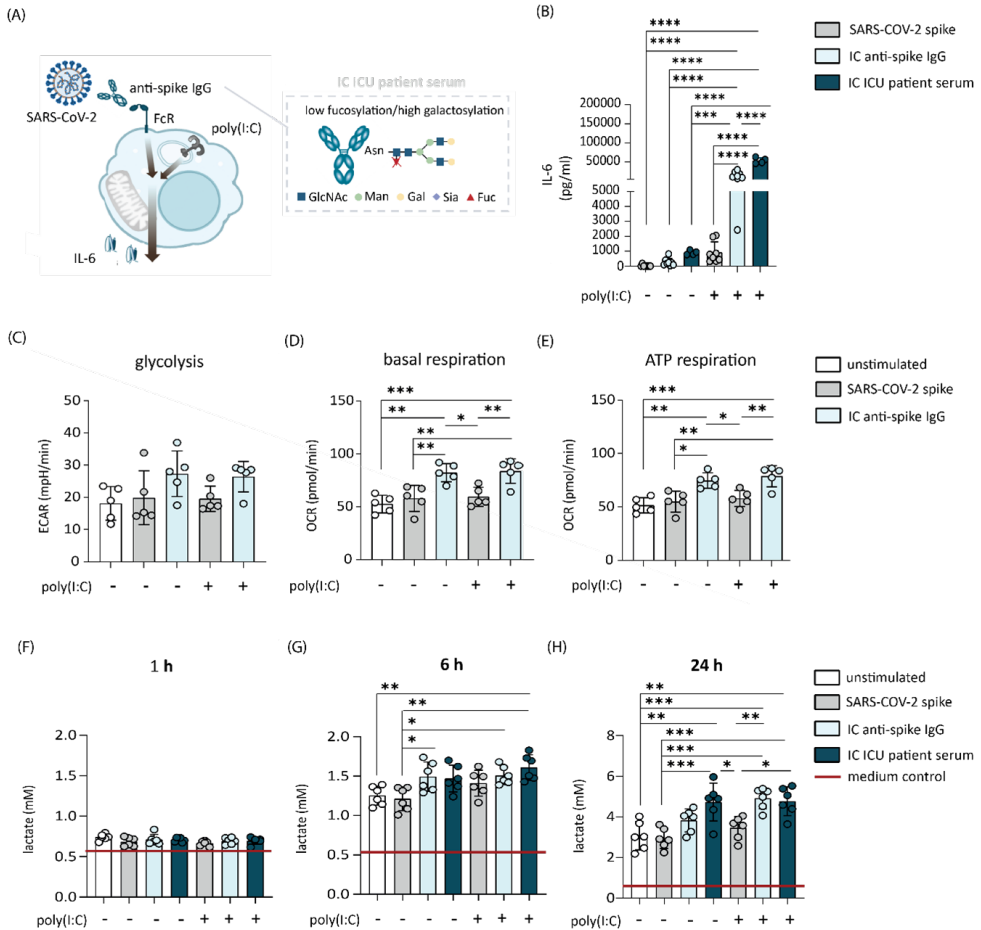 (A)
IC ICU patient serum
anti-spike IgG
low fucosylation/high galactosylation
SARS-CoV-2
FcR
poly(I:C)
Asn
GlcNAc Man Gal Sia Fuc
IL-6
(B)
SARS-COV-2 spike
IC anti-spike IgG
IC ICU patient serum
**** ****
**** ****
**** *** ****
**** ****
****
IL-6
(pg/ml)
200000
150000
100000
50000
5000
4000
3000
2000
1000
0
poly(I:C) - - - + + +
(C)
glycolysis
ECAR (mpH/min)
50
40
30
20
10
0
poly(I:C) - - - + +
(D)
basal respiration
***
** * **
**
**
OCR (pmol/min)
150
100
50
0
poly(I:C) - - - + +
(E)
ATP respiration
***
** * **
**
*
OCR (pmol/min)
150
100
50
0
poly(I:C) - - - + +
unstimulated
SARS-COV-2 spike
IC anti-spike IgG
(F)
1 h
lactate (mM)
2.0
1.5
1.0
0.5
0.0
poly(I:C) - - - - + + +
(G)
6 h
**
**
*
*
lactate (mM)
2.0
1.5
1.0
0.5
0.0
poly(I:C) - - - - + + +
(H)
24 h
**
***
** **
***
***
*** * *
lactate (mM)
6
4
2
0
poly(I:C) - - - - + + +
unstimulated
SARS-COV-2 spike
IC anti-spike IgG
IC ICU patient serum
medium control